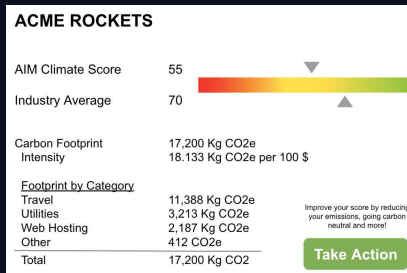 ACME ROCKETS
AIM Climate Score 55
Industry Average 70
Carbon Footprint 17,200 Kg CO2e
Intensity 18.133 Kg CO2e per 100 $
Footprint by Category
Travel 11,388 Kg CO2e
Utilities 3,213 Kg CO2e
Web Hosting 2,187 Kg CO2e
Other 412 CO2e
Total 17,200 Kg CO2
Improve your score by reducing
your emissions, going carbon
neutral and more!
Take Action